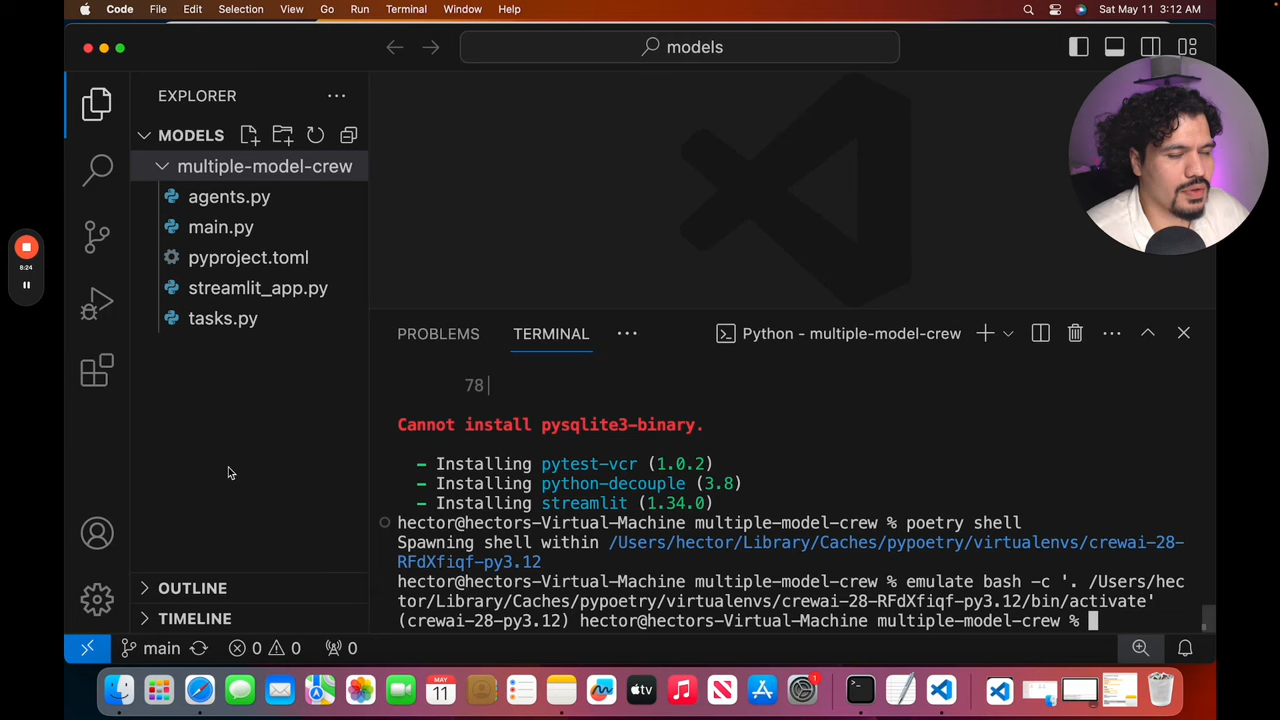 Code File Edit Selection View Go Run Terminal Window Help Sat May 11 3:12 AM
models
EXPLORER
MODELS
multiple-model-crew
agents.py
main.py
pyproject.toml
streamlit_app.py
tasks.py
OUTLINE
TIMELINE
8:24
PROBLEMS TERMINAL Python - multiple-model-crew
78
Cannot install pysqlite3-binary.
– Installing pytest-vcr (1.0.2)
– Installing python-decouple (3.8)
– Installing streamlit (1.34.0)
hector@hectors-Virtual-Machine multiple-model-crew % poetry shell
Spawning shell within /Users/hector/Library/Caches/pypoetry/virtualenvs/crewai-28-
RFdXfiqf-py3.12
hector@hectors-Virtual-Machine multiple-model-crew % emulate bash -c '. /Users/hec
tor/Library/Caches/pypoetry/virtualenvs/crewai-28-RFdXfiqf-py3.12/bin/activate'
(crewai-28-py3.12) hector@hectors-Virtual-Machine multiple-model-crew %
main 0 0 0
MAY
11
tv
1